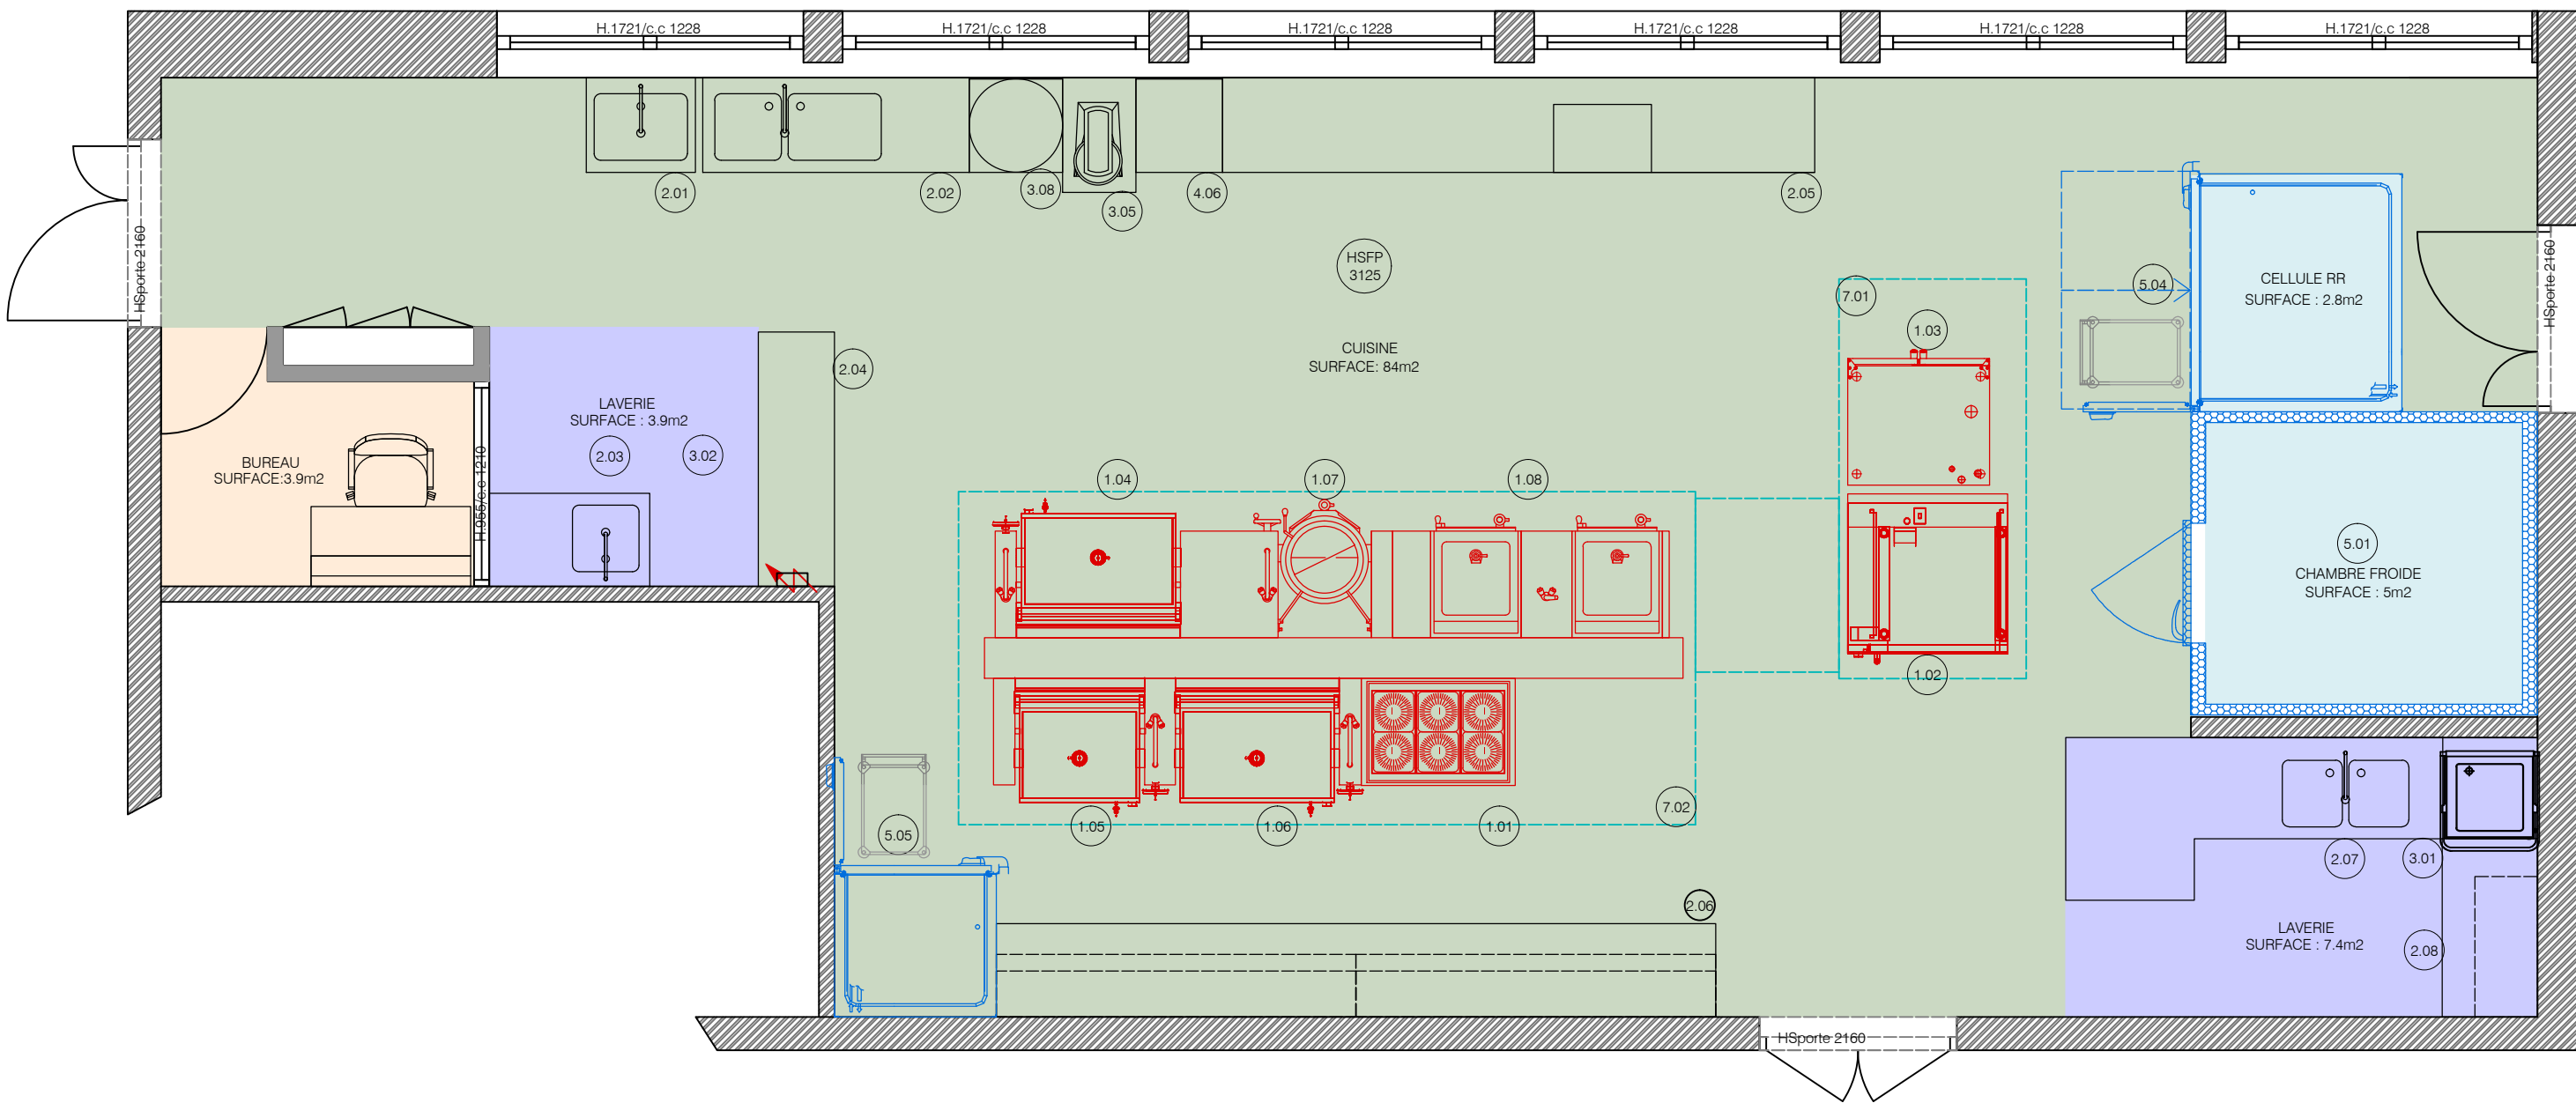 H.1721/c.c 1228
H.1721/c.c 1228
H.1721/c.c 1228
H.1721/c.c 1228
H.1721/c.c 1228
H.1721/c.c 1228
2.01
2.02
3.08
3.05
4.06
2.05
HSporte 2160
HSFP
3125
7.01
5.04
CELLULE RR
SURFACE : 2.8m2
HSporte 2160
1.03
CUISINE
SURFACE: 84m2
2.04
LAVERIE
SURFACE : 3.9m2
2.03
3.02
BUREAU
SURFACE:3.9m2
H.955/c.c 1210
1.04
1.07
1.08
5.01
CHAMBRE FROIDE
SURFACE : 5m2
1.02
7.02
1.05
1.06
1.01
5.05
2.07
3.01
2.06
LAVERIE
SURFACE : 7.4m2
2.08
HSporte 2160